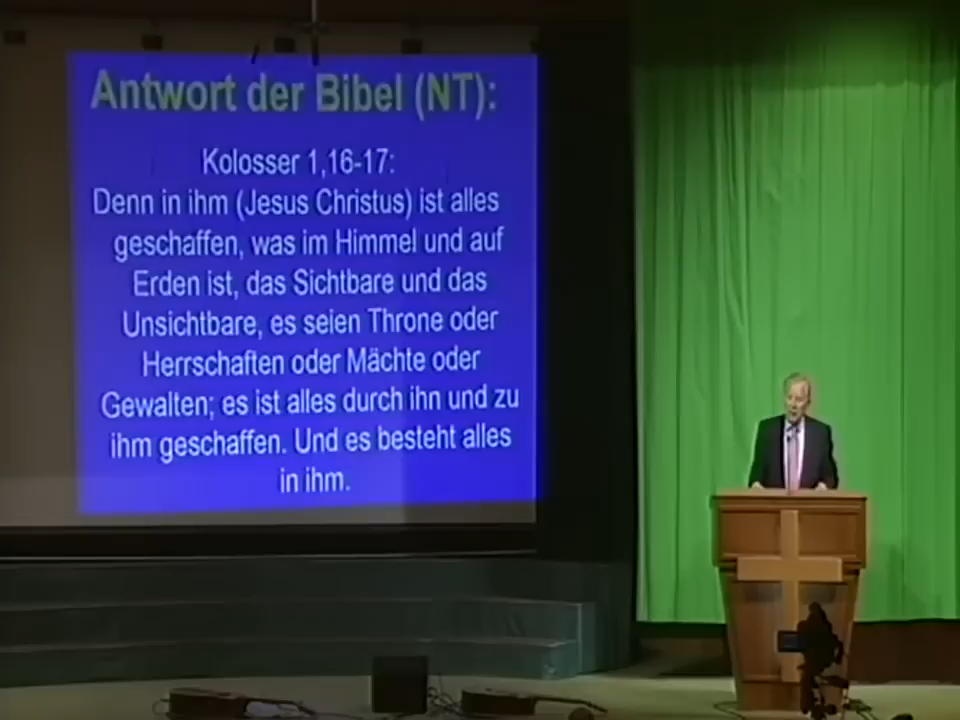 Antwort der Bibel (NT):
Kolosser 1,16-17:
Denn in ihm (Jesus Christus) ist alles
geschaffen, was im Himmel und auf
Erden ist, das Sichtbare und das
Unsichtbare, es seien Throne oder
Herrschaften oder Mächte oder
Gewalten; es ist alles durch ihn und zu
ihm geschaffen. Und es besteht alles
in ihm.